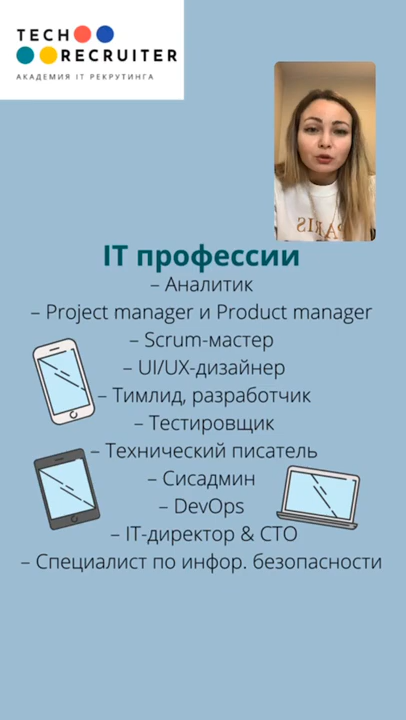 TECH
RECRUITER
АКАДЕМИЯ IT РЕКРУТИНГА
PARIS
IT профессии
– Аналитик
– Project manager и Product manager
– Scrum-мастер
– UI/UX-дизайнер
– Тимлид, разработчик
– Тестировщик
– Технический писатель
– Сисадмин
– DevOps
– IT-директор & CTO
– Специалист по инфор. безопасности